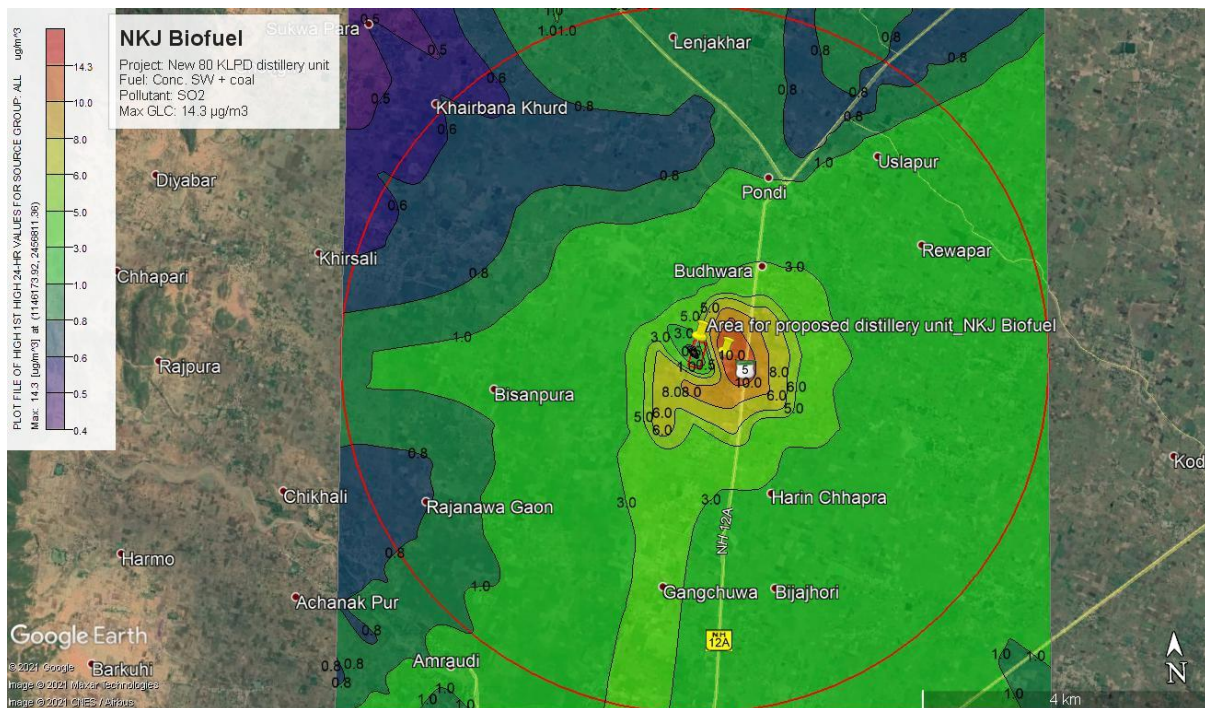 NKJ Biofuel
Project: New 80 KLPD distillery unit
Fuel: Conc. SW + coal
Pollutant: SO2
Max GLC: 14.3 µg/m3
PLOT FILE OF HIGH 1ST HIGH 24-HR VALUES FOR SOURCE GROUP: ALL
ug/m^3
Max: 14.3 [ug/m^3] at (1146173.92, 2456811.36)
14.3
10.0
8.0
6.0
5.0
3.0
1.0
0.8
0.6
0.5
0.4
Sukwa Para
Lenjakhar
Khairbana Khurd
Uslapur
Diyabar
Pondi
Rewapar
Khirsali
Budhwara
Chhapari
Area for proposed distillery unit_NKJ Biofuel
Rajpura
5
Bisanpura
Kod
Chikhali
Rajanawa Gaon
Harin Chhapra
NH 12A
Harmo
Gangchuwa
Bijajhori
Achanak Pur
Google Earth
NH
12A
Amraudi
Barkuhi
© 2021 Google
Image © 2021 Maxar Technologies
Image © 2021 CNES / Airbus
4 km
N